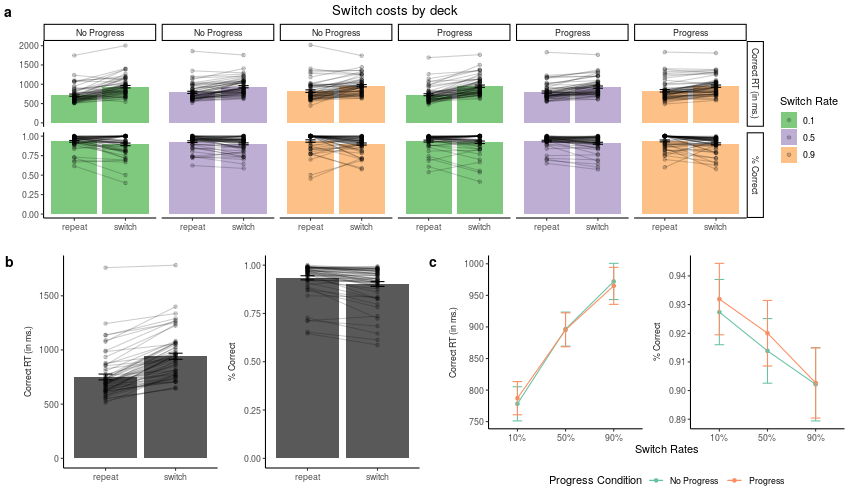 a
Switch costs by deck
No Progress
No Progress
No Progress
Progress
Progress
Progress
2000
1500
1000
500
0
Correct RT (in ms.)
1.00
0.75
0.50
0.25
0.00
% Correct
repeat switch
repeat switch
repeat switch
repeat switch
repeat switch
repeat switch
Switch Rate
0.1
0.5
0.9
b
Correct RT (in ms.)
1500
1000
500
0
repeat switch
% Correct
1.00
0.75
0.50
0.25
0.00
repeat switch
c
Correct RT (in ms.)
1000
950
900
850
800
750
10% 50% 90%
% Correct
0.94
0.93
0.92
0.91
0.90
0.89
10% 50% 90%
Switch Rates
Progress Condition No Progress Progress